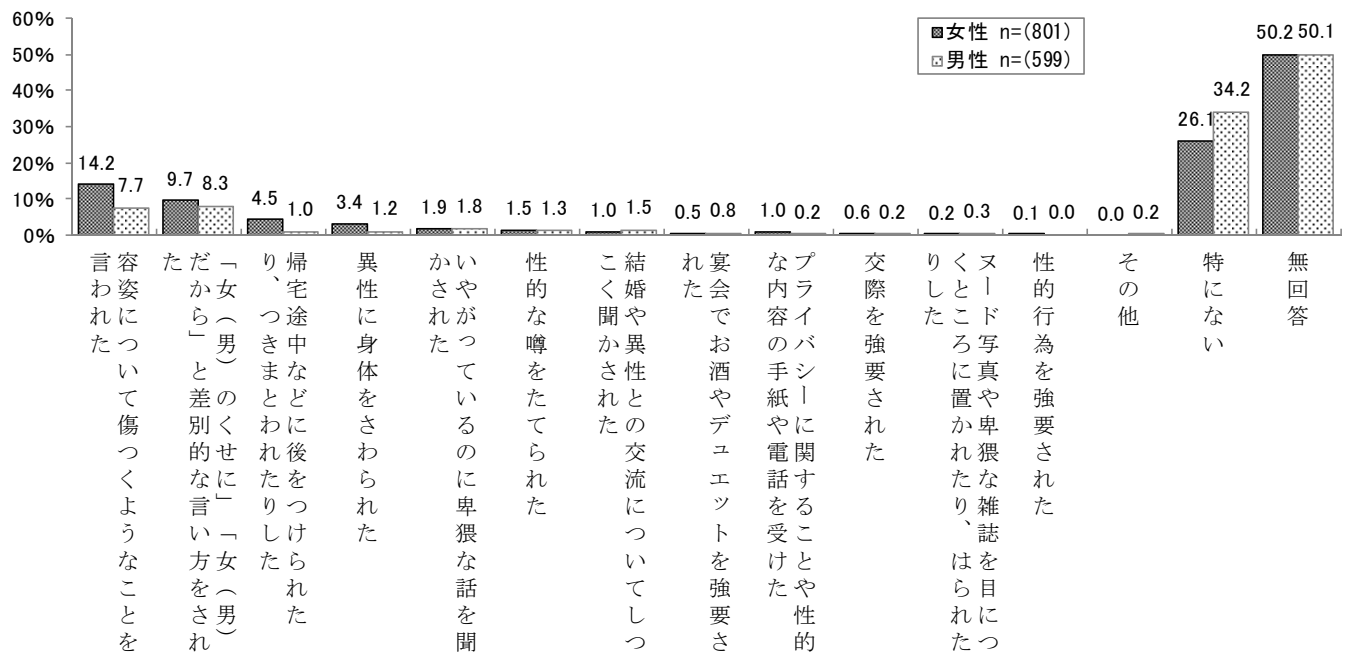 60%
50%
40%
30%
20%
10%
0%
女性 n=(801)
男性 n=(599)
14.2 7.7
9.7 8.3
4.5 1.0
3.4 1.2
1.9 1.8
1.5 1.3
1.0 1.5
0.5 0.8
1.0 0.2
0.6 0.2
0.2 0.3
0.1 0.0
0.0 0.2
26.1 34.2
50.2 50.1
容姿について傷つくようなことを
言われた
「女（男）のくせに」「女（男）
だから」と差別的な言い方をされ
た
帰宅途中などに後をつけられた
り、つきまとわれたりした
異性に身体をさわられた
いやがっているのに卑猥な話を聞
かされた
性的な噂をたてられた
結婚や異性との交流についてしつ
こく聞かされた
宴会でお酒やデュエットを強要さ
れた
プライバシーに関することや性的
な内容の手紙や電話を受けた
交際を強要された
ヌード写真や卑猥な雑誌を目につ
くところに置かれたり、はられた
りした
性的行為を強要された
その他
特にない
無回答